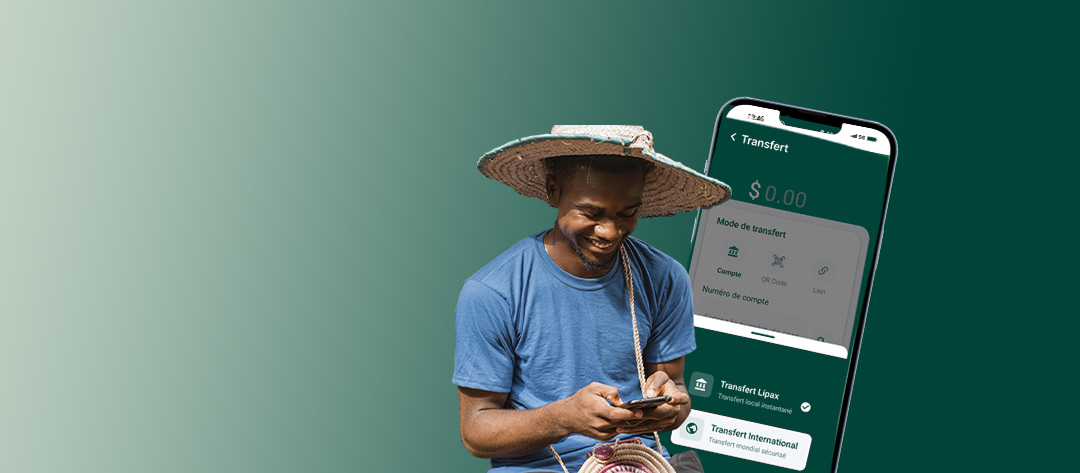 19:46
5G
Transfert
$ 0.00
Mode de transfert
Compte
QR Code
Lien
Numéro de compte
Transfert Lipax
Transfert local instantané
Transfert International
Transfert mondial sécurisé